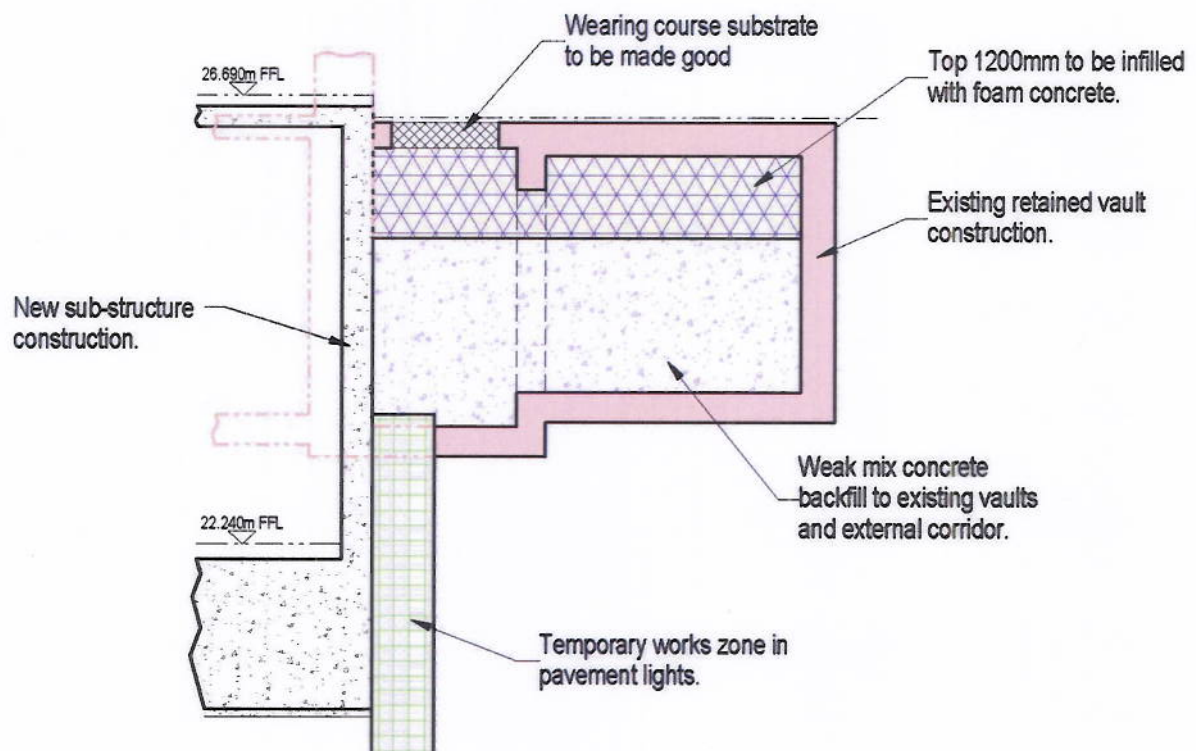 Wearing course substrate
to be made good
26.690m FFL
Top 1200mm to be infilled
with foam concrete.
Existing retained vault
construction.
New sub-structure
construction.
Weak mix concrete
backfill to existing vaults
and external corridor.
22.240m FFL
Temporary works zone in
pavement lights.